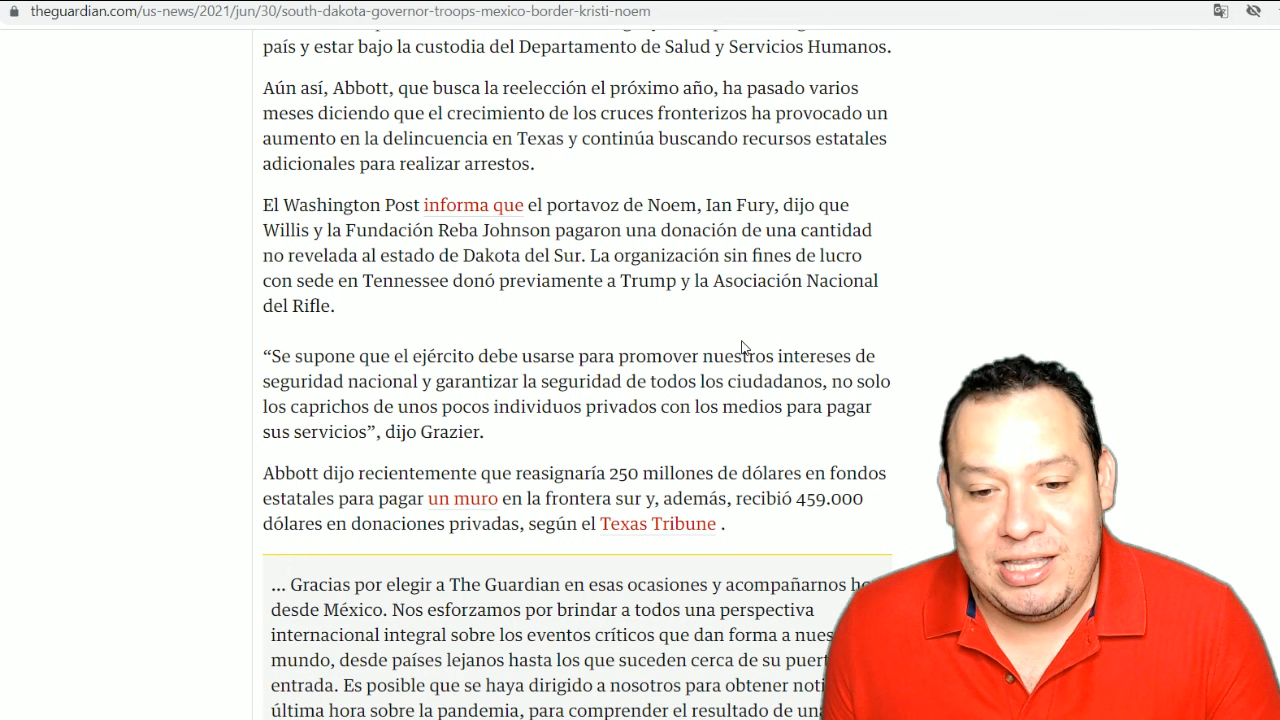 theguardian.com/us-news/2021/jun/30/south-dakota-governor-troops-mexico-border-kristi-noem
país y estar bajo la custodia del Departamento de Salud y Servicios Humanos.
Aún así, Abbott, que busca la reelección el próximo año, ha pasado varios
meses diciendo que el crecimiento de los cruces fronterizos ha provocado un
aumento en la delincuencia en Texas y continúa buscando recursos estatales
adicionales para realizar arrestos.
El Washington Post informa que el portavoz de Noem, Ian Fury, dijo que
Willis y la Fundación Reba Johnson pagaron una donación de una cantidad
no revelada al estado de Dakota del Sur. La organización sin fines de lucro
con sede en Tennessee donó previamente a Trump y la Asociación Nacional
del Rifle.
“Se supone que el ejército debe usarse para promover nuestros intereses de
seguridad nacional y garantizar la seguridad de todos los ciudadanos, no solo
los caprichos de unos pocos individuos privados con los medios para pagar
sus servicios”, dijo Grazier.
Abbott dijo recientemente que reasignaría 250 millones de dólares en fondos
estatales para pagar un muro en la frontera sur y, además, recibió 459.000
dólares en donaciones privadas, según el Texas Tribune .
... Gracias por elegir a The Guardian en esas ocasiones y acompañarnos
desde México. Nos esforzamos por brindar a todos una perspectiva
internacional integral sobre los eventos críticos que dan forma a
mundo, desde países lejanos hasta los que suceden cerca de su
entrada. Es posible que se haya dirigido a nosotros para obtener
última hora sobre la pandemia, para comprender el resultado de